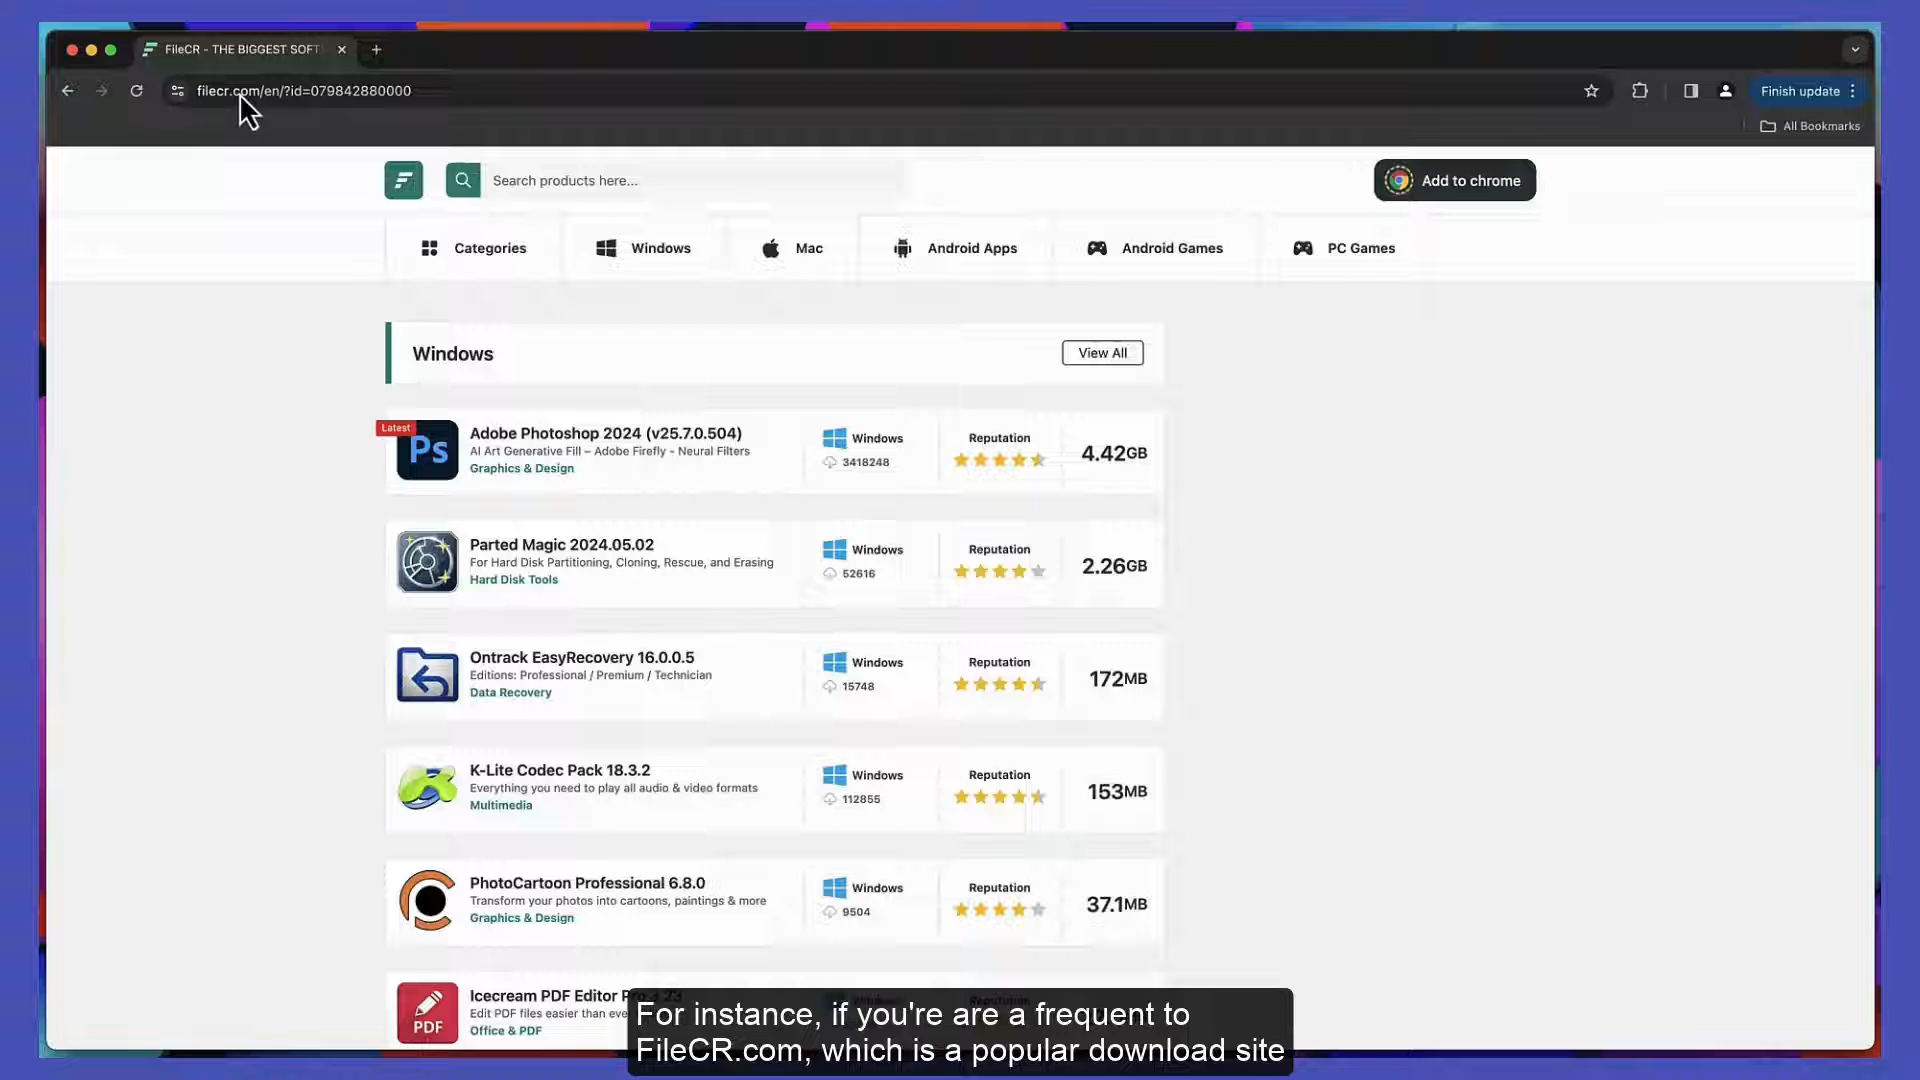 FileCR - THE BIGGEST SOFT
filecr.com/en/?id=079842880000
Finish update
All Bookmarks
Search products here...
Add to chrome
Categories
Windows
Mac
Android Apps
Android Games
PC Games
Windows
View All
Latest
Ps
Adobe Photoshop 2024 (v25.7.0.504)
AI Art Generative Fill – Adobe Firefly - Neural Filters
Graphics & Design
Windows
3418248
Reputation
4.42GB
Parted Magic 2024.05.02
For Hard Disk Partitioning, Cloning, Rescue, and Erasing
Hard Disk Tools
Windows
52616
Reputation
2.26GB
Ontrack EasyRecovery 16.0.0.5
Editions: Professional / Premium / Technician
Data Recovery
Windows
15748
Reputation
172MB
K-Lite Codec Pack 18.3.2
Everything you need to play all audio & video formats
Multimedia
Windows
112855
Reputation
153MB
PhotoCartoon Professional 6.8.0
Transform your photos into cartoons, paintings & more
Graphics & Design
Windows
9504
Reputation
37.1MB
PDF
Icecream PDF Editor
Edit PDF files easier than
Office & PDF
For instance, if you're are a frequent to
FileCR.com, which is a popular download site